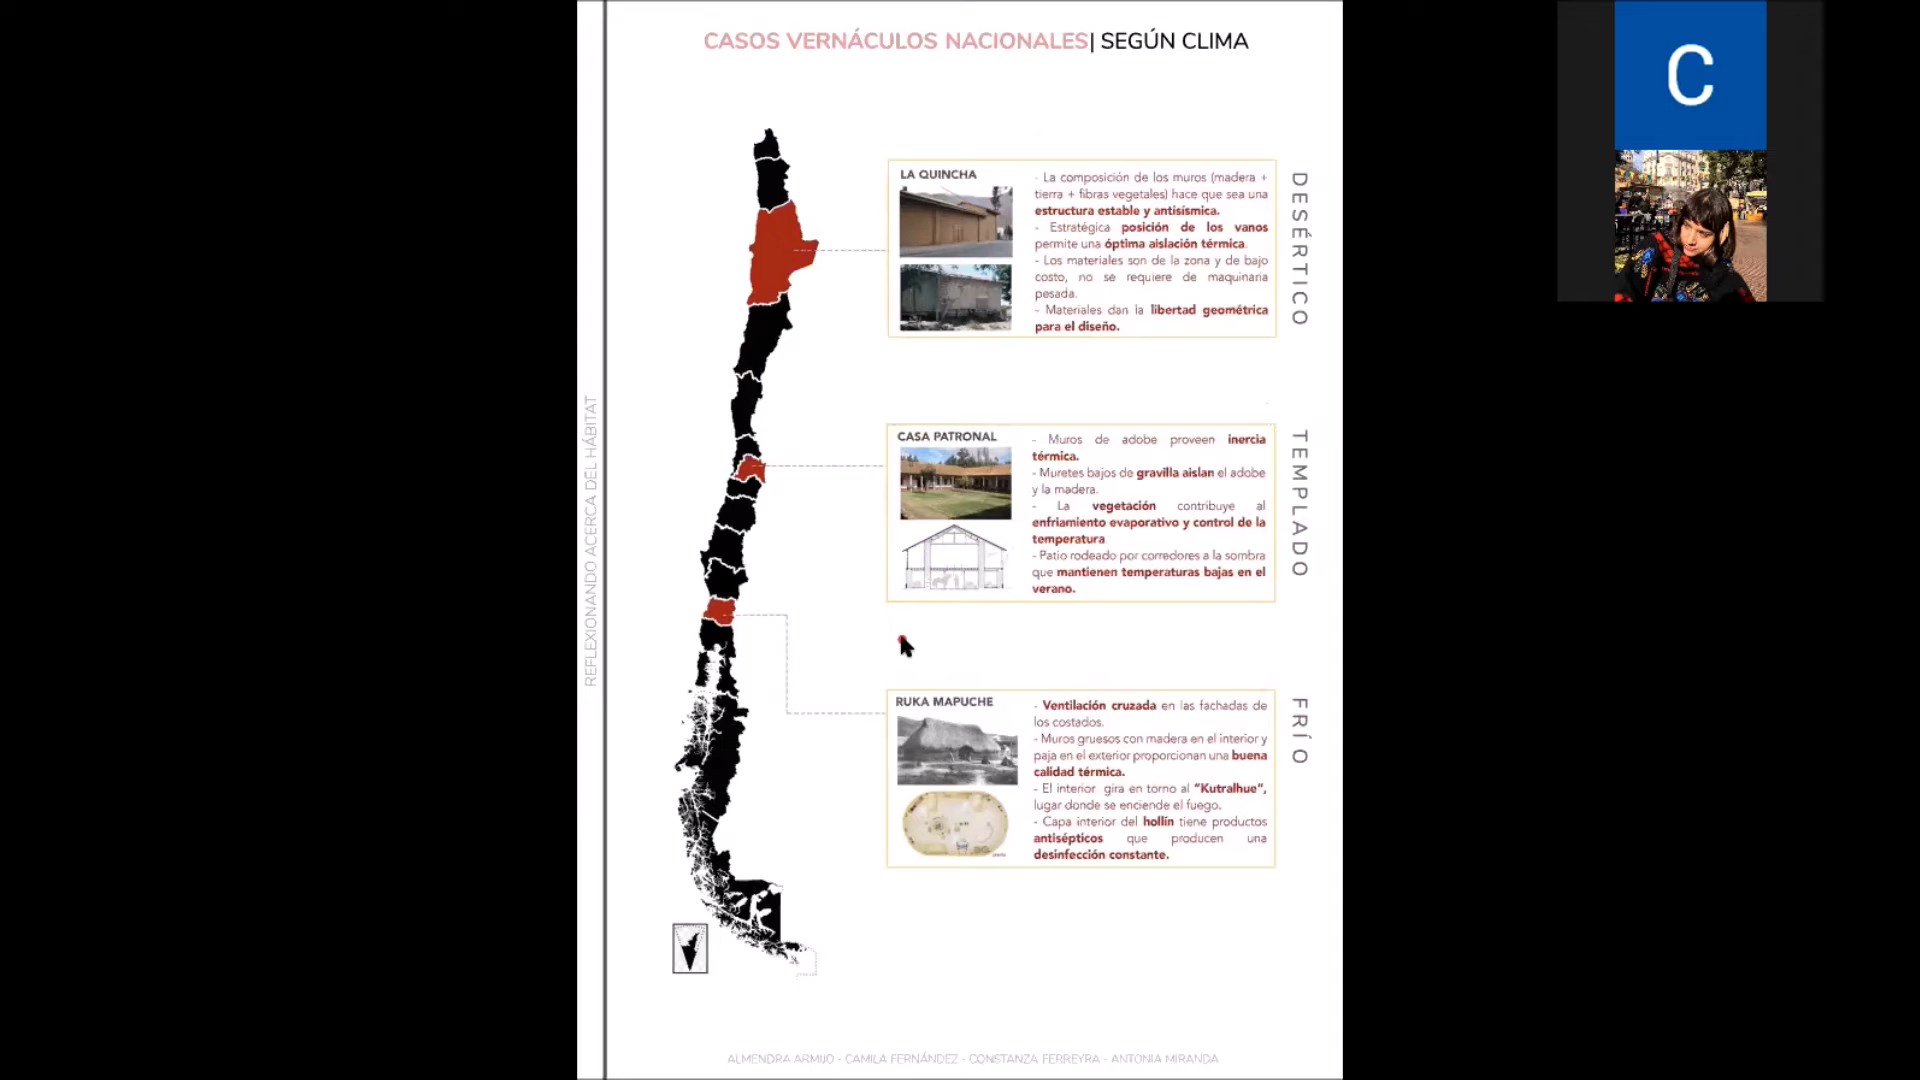 CASOS VERNÁCULOS NACIONALES| SEGÚN CLIMA
C
LA QUINCHA
- La composición de los muros (madera +
tierra + fibras vegetales) hace que sea una
estructura estable y antisísmica.
- Estratégica posición de los vanos
permite una óptima aislación térmica.
- Los materiales son de la zona y de bajo
costo, no se requiere de maquinaria
pesada.
- Materiales dan la libertad geométrica
para el diseño.
DESÉRTICO
CASA PATRONAL
- Muros de adobe proveen inercia
térmica.
- Muretes bajos de gravilla aislan el adobe
y la madera.
- La vegetación contribuye al
enfriamiento evaporativo y control de la
temperatura
- Patio rodeado por corredores a la sombra
que mantienen temperaturas bajas en el
verano.
TEMPLADO
RUKA MAPUCHE
- Ventilación cruzada en las fachadas de
los costados.
- Muros gruesos con madera en el interior y
paja en el exterior proporcionan una buena
calidad térmica.
- El interior gira en torno al "Kutralhue",
lugar donde se enciende el fuego.
- Capa interior del hollín tiene productos
antisépticos que producen una
desinfección constante.
FRÍO
REFLEXIONANDO ACERCA DEL HÁBITAT
ALMENDRA ARMIJO - CAMILA FERNÁNDEZ - CONSTANZA FERREYRA - ANTONIA MIRANDA